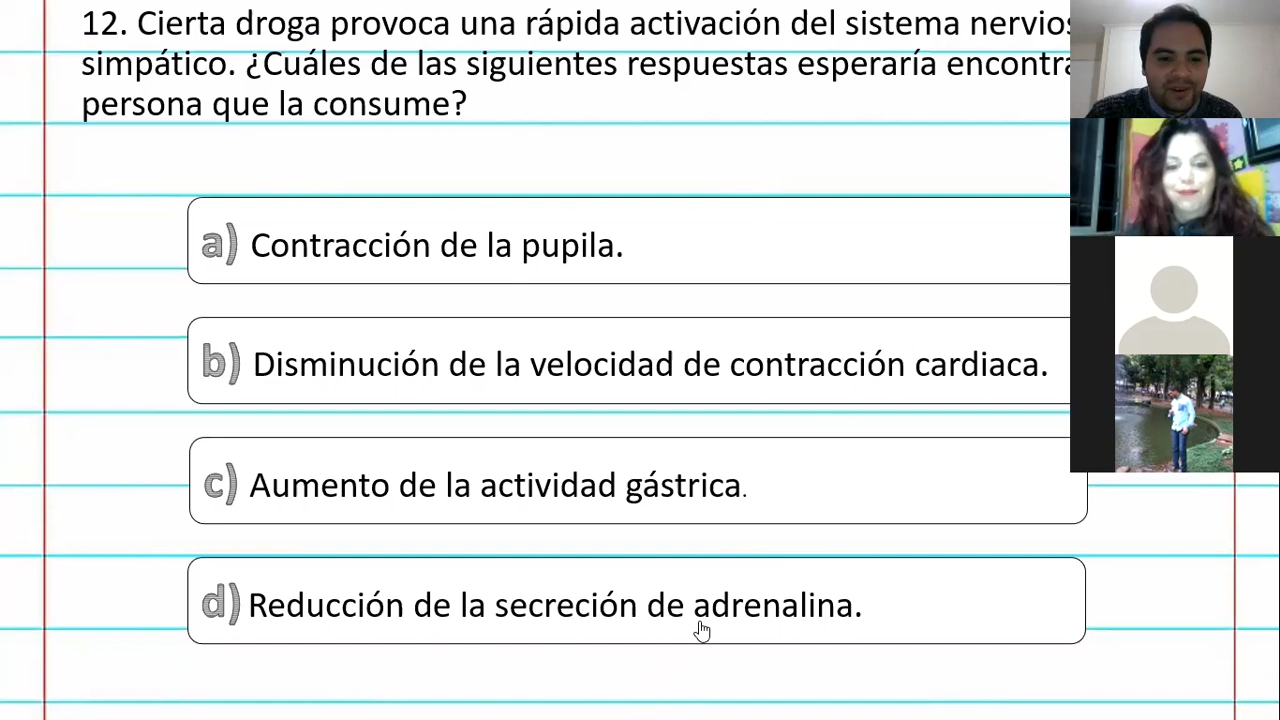 12. Cierta droga provoca una rápida activación del sistema
simpático. ¿Cuáles de las siguientes respuestas esperaría
persona que la consume?
a) Contracción de la pupila.
b) Disminución de la velocidad de contracción cardiaca.
c) Aumento de la actividad gástrica.
d) Reducción de la secreción de adrenalina.